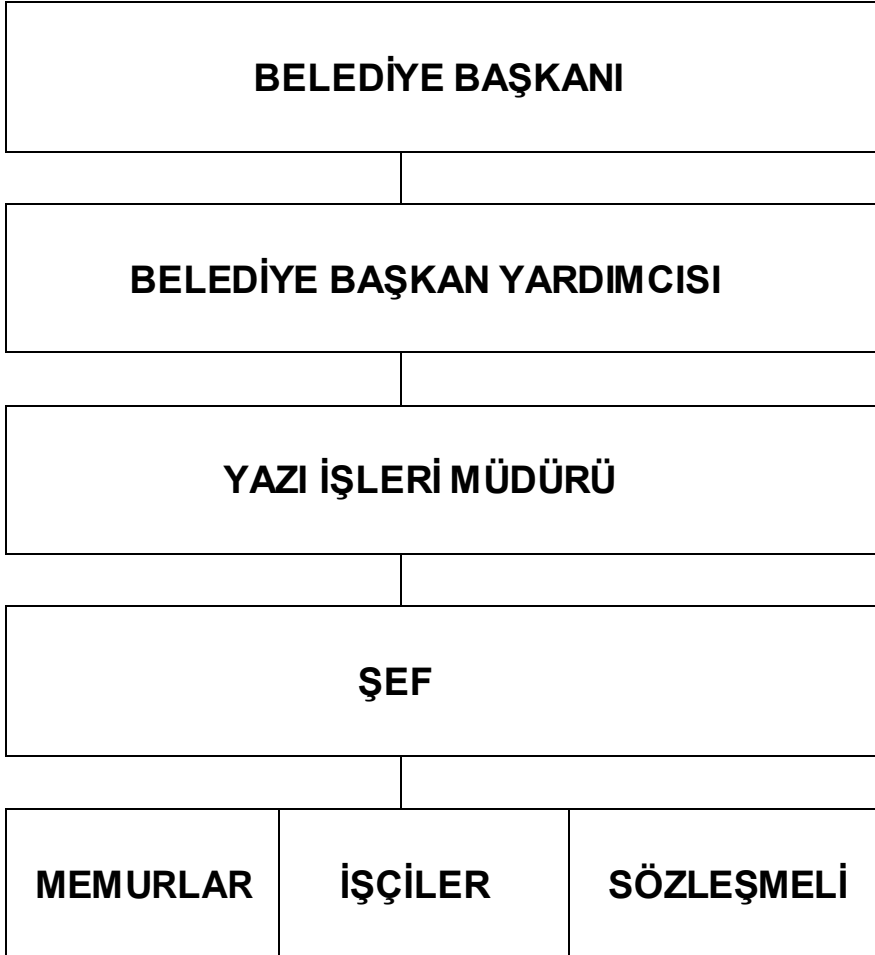 BELEDİYE BAŞKANI
BELEDİYE BAŞKAN YARDIMCISI
YAZI İŞLERİ MÜDÜRÜ
ŞEF
MEMURLAR
İŞÇİLER
SÖZLEŞMELİ